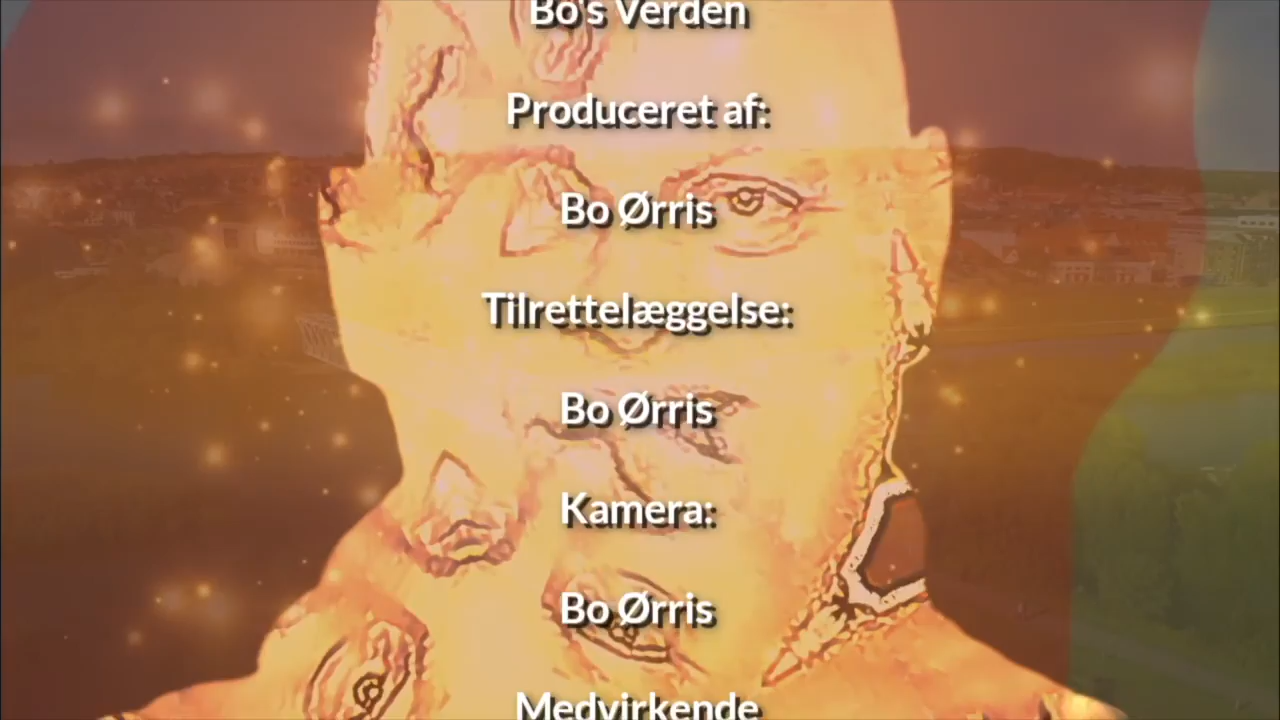 Bo's Verden
Produceret af:
Bo Ørris
Tilrettelæggelse:
Bo Ørris
Kamera:
Bo Ørris
Medvirkende